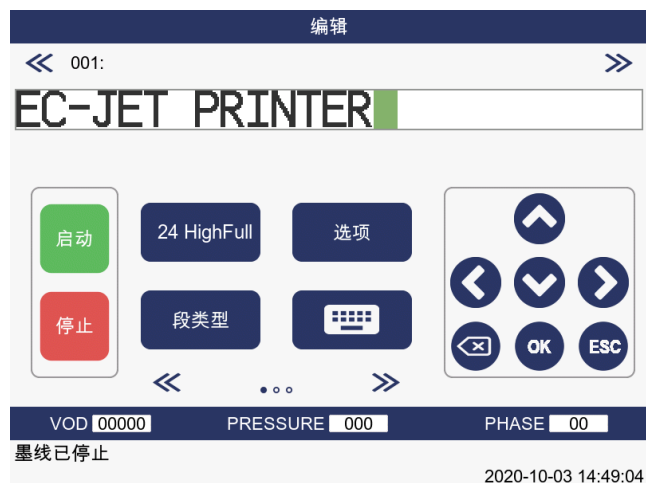 编辑
001:
EC-JET PRINTER
启动
24 HighFull
选项
停止
段类型
OK
ESC
VOD 00000 PRESSURE 000 PHASE 00
墨线已停止
2020-10-03 14:49:04